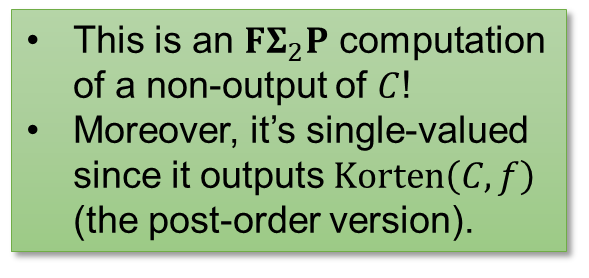 • This is an 𝐅𝚺₂𝐏 computation
of a non-output of 𝐶!
• Moreover, it's single-valued
since it outputs Korten(𝐶, 𝑓)
(the post-order version).